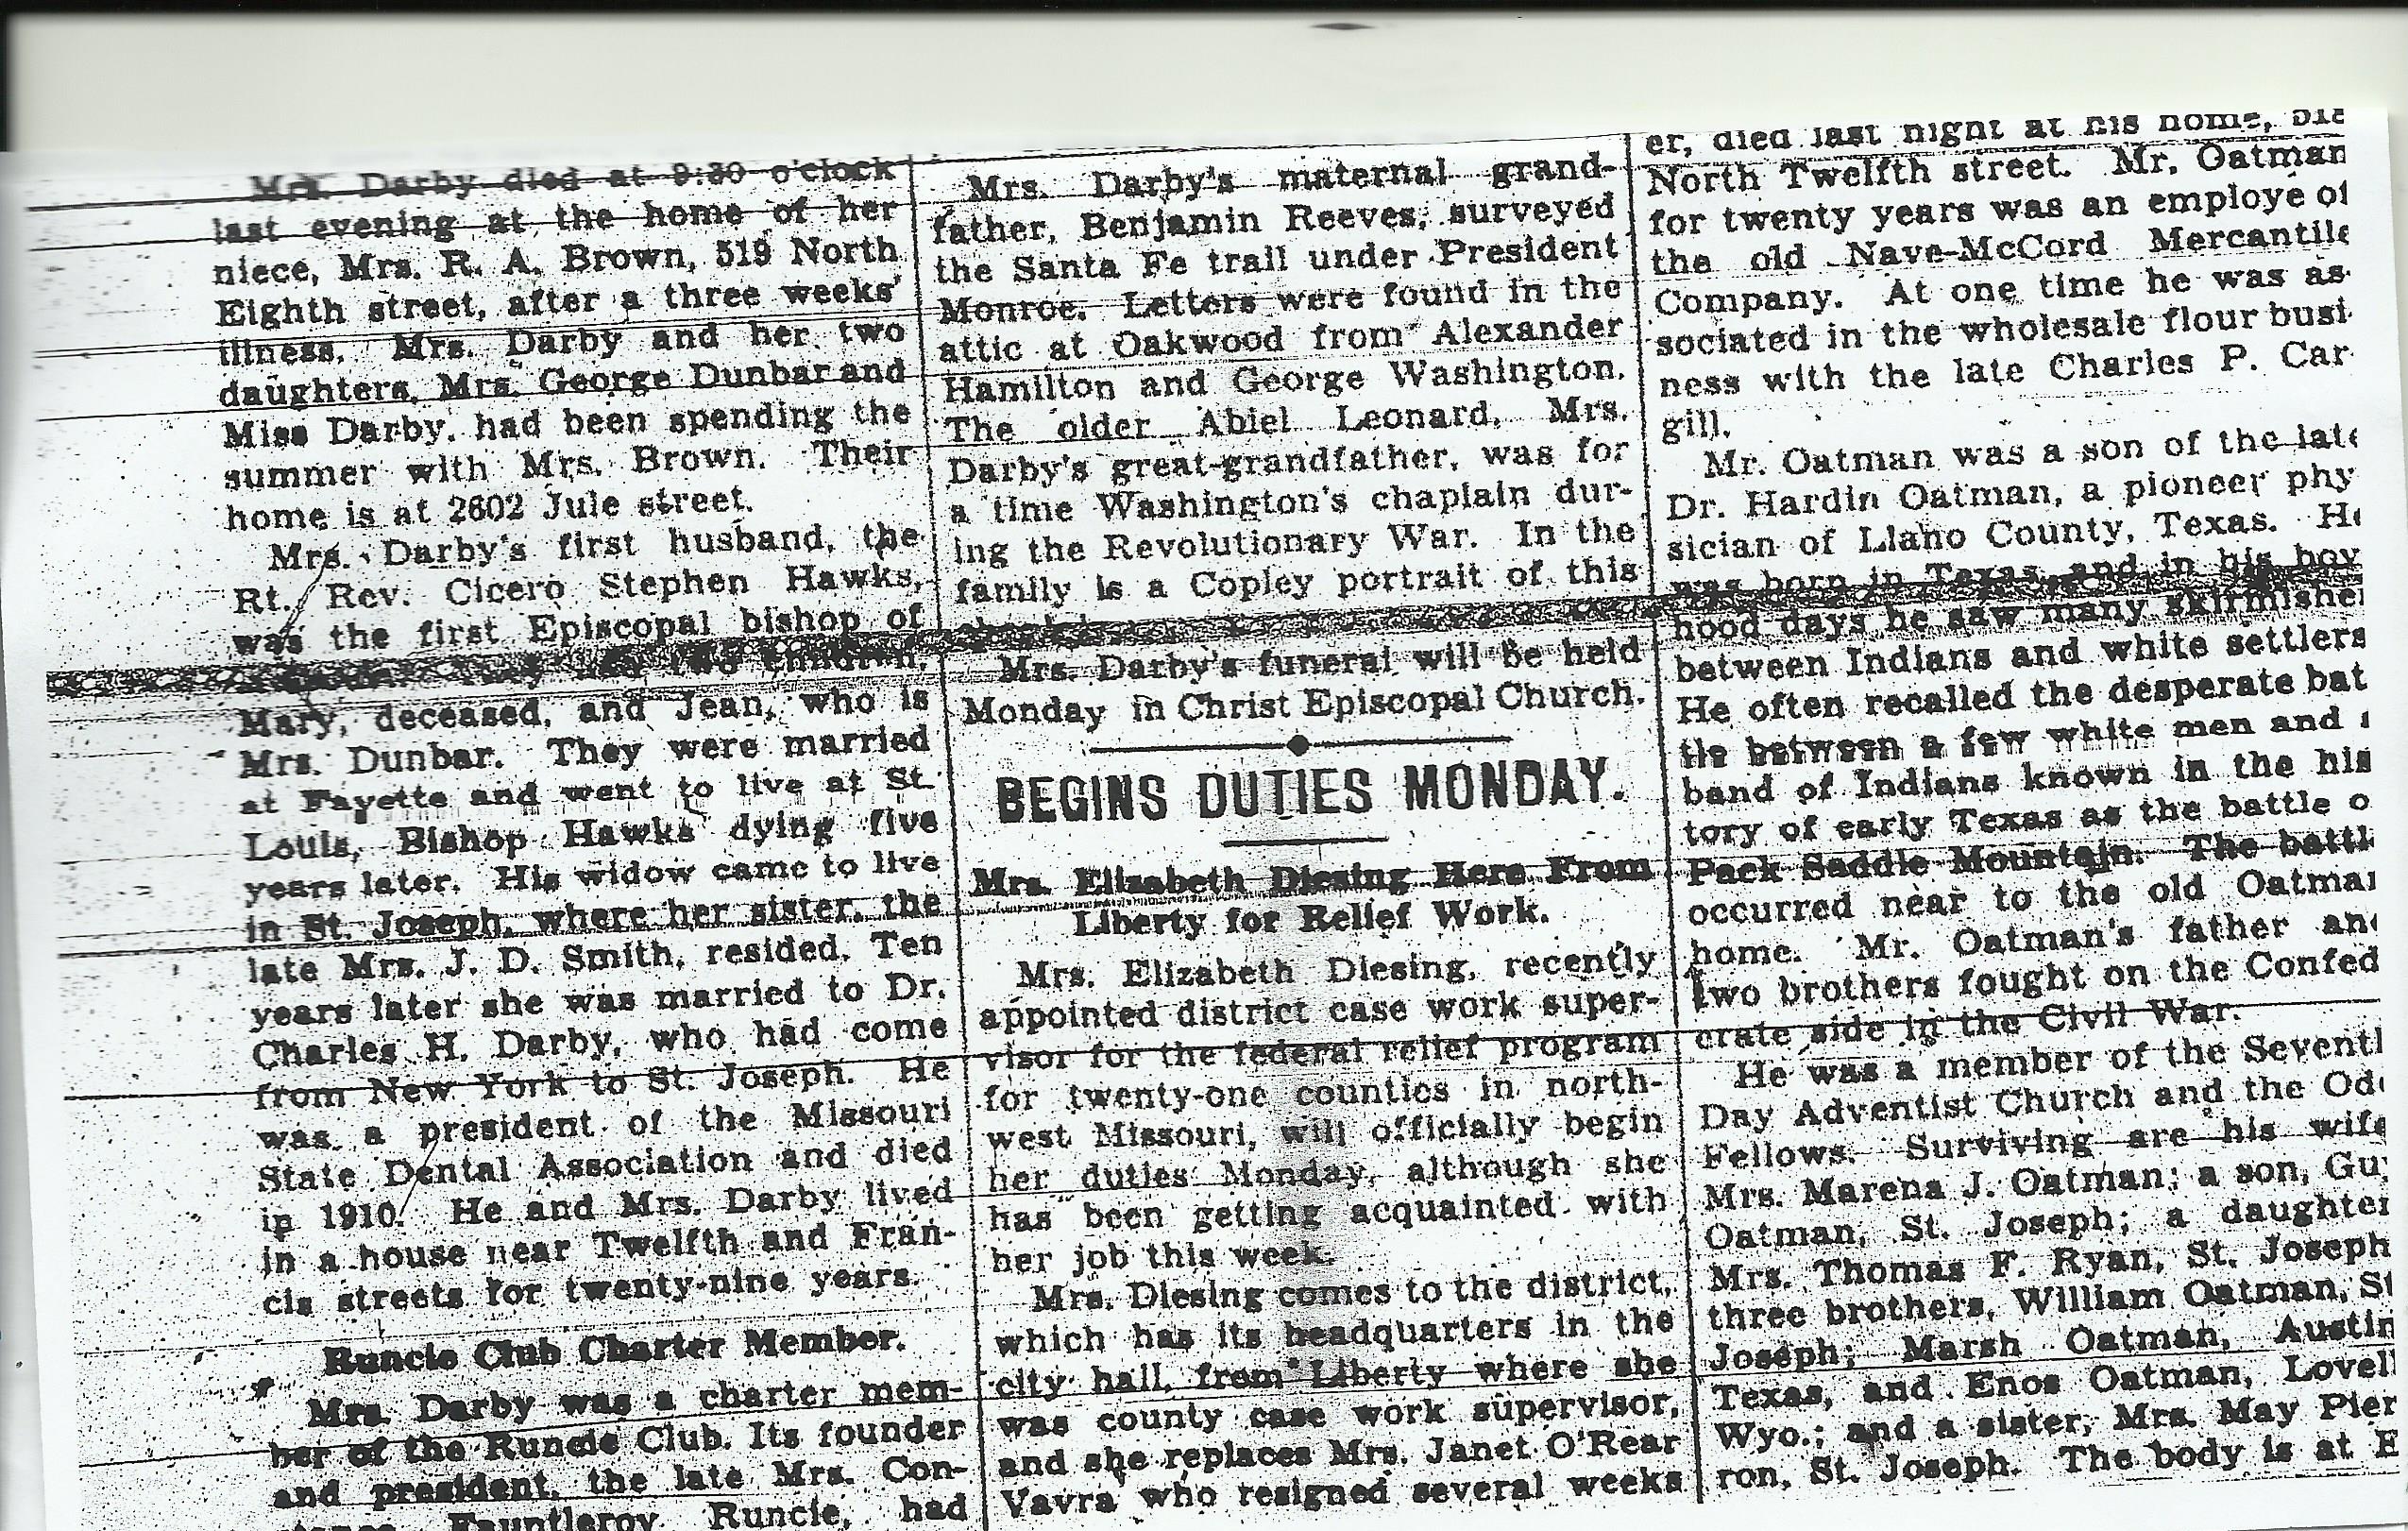 Mrs. Darby died at 9:30 o'clock
last evening at the home of her
niece, Mrs. R. A. Brown, 519 North
Eighth street, after a three weeks'
illness. Mrs. Darby and her two
daughters, Mrs. George Dunbar and
Miss Darby, had been spending the
summer with Mrs. Brown. Their
home is at 2602 Jule street.
Mrs. Darby's first husband, the
Rt. Rev. Cicero Stephen Hawks,
was the first Episcopal bishop of
two children,
Mary, deceased, and Jean, who is
Mrs. Dunbar. They were married
at Fayette and went to live at St.
Louis, Bishop Hawks dying five
years later. His widow came to live
in St. Joseph, where her sister, the
late Mrs. J. D. Smith, resided. Ten
years later she was married to Dr.
Charles H. Darby, who had come
from New York to St. Joseph. He
was a president of the Missouri
State Dental Association and died
in 1910. He and Mrs. Darby lived
in a house near Twelfth and Fran-
cis streets for twenty-nine years.
Runcie Club Charter Member.
Mrs. Darby was a charter mem-
ber of the Runcie Club. Its founder
and president, the late Mrs. Con-
Fauntleroy Runcie, had
Mrs. Darby's maternal grand-
father, Benjamin Reeves, surveyed
the Santa Fe trail under President
Monroe. Letters were found in the
attic at Oakwood from Alexander
Hamilton and George Washington.
The older Abiel Leonard, Mrs.
Darby's great-grandfather, was for
a time Washington's chaplain dur-
ing the Revolutionary War. In the
family is a Copley portrait of this
Mrs. Darby's funeral will be held
Monday in Christ Episcopal Church.
BEGINS DUTIES MONDAY.
Mrs. Elizabeth Diesing Here From
Liberty for Relief Work.
Mrs. Elizabeth Diesing, recently
appointed district case work super-
visor for the federal relief program
for twenty-one counties in north-
west Missouri, will officially begin
her duties Monday, although she
has been getting acquainted with
her job this week.
Mrs. Diesing comes to the district,
which has its headquarters in the
city hall, from Liberty where she
was county case work supervisor,
and she replaces Mrs. Janet O'Rear
Vavra who resigned several weeks
er, died last night at his home, 518
North Twelfth street. Mr. Oatman
for twenty years was an employe of
the old Nave-McCord Mercantile
Company. At one time he was as-
sociated in the wholesale flour busi-
ness with the late Charles P. Car-
gill.
Mr. Oatman was a son of the late
Dr. Hardin Oatman, a pioneer phy-
sician of Llano County, Texas. He
was born in Texas, and in his boy-
hood days he saw many skirmishes
between Indians and white settlers
He often recalled the desperate bat
tle between a few white men and a
band of Indians known in the his
tory of early Texas as the battle o
Pack Saddle Mountain. The battl
occurred near to the old Oatman
home. Mr. Oatman's father and
two brothers fought on the Confed
erate side in the Civil War.
He was a member of the Seventh
Day Adventist Church and the Odd
Fellows. Surviving are his wife
Mrs. Marena J. Oatman; a son, Guy
Oatman, St. Joseph; a daughter
Mrs. Thomas F. Ryan, St. Joseph
three brothers, William Oatman, St
Joseph; Marsh Oatman, Austin
Texas, and Enos Oatman, Lovell
Wyo.; and a sister, Mrs. May Pier
ron, St. Joseph. The body is at